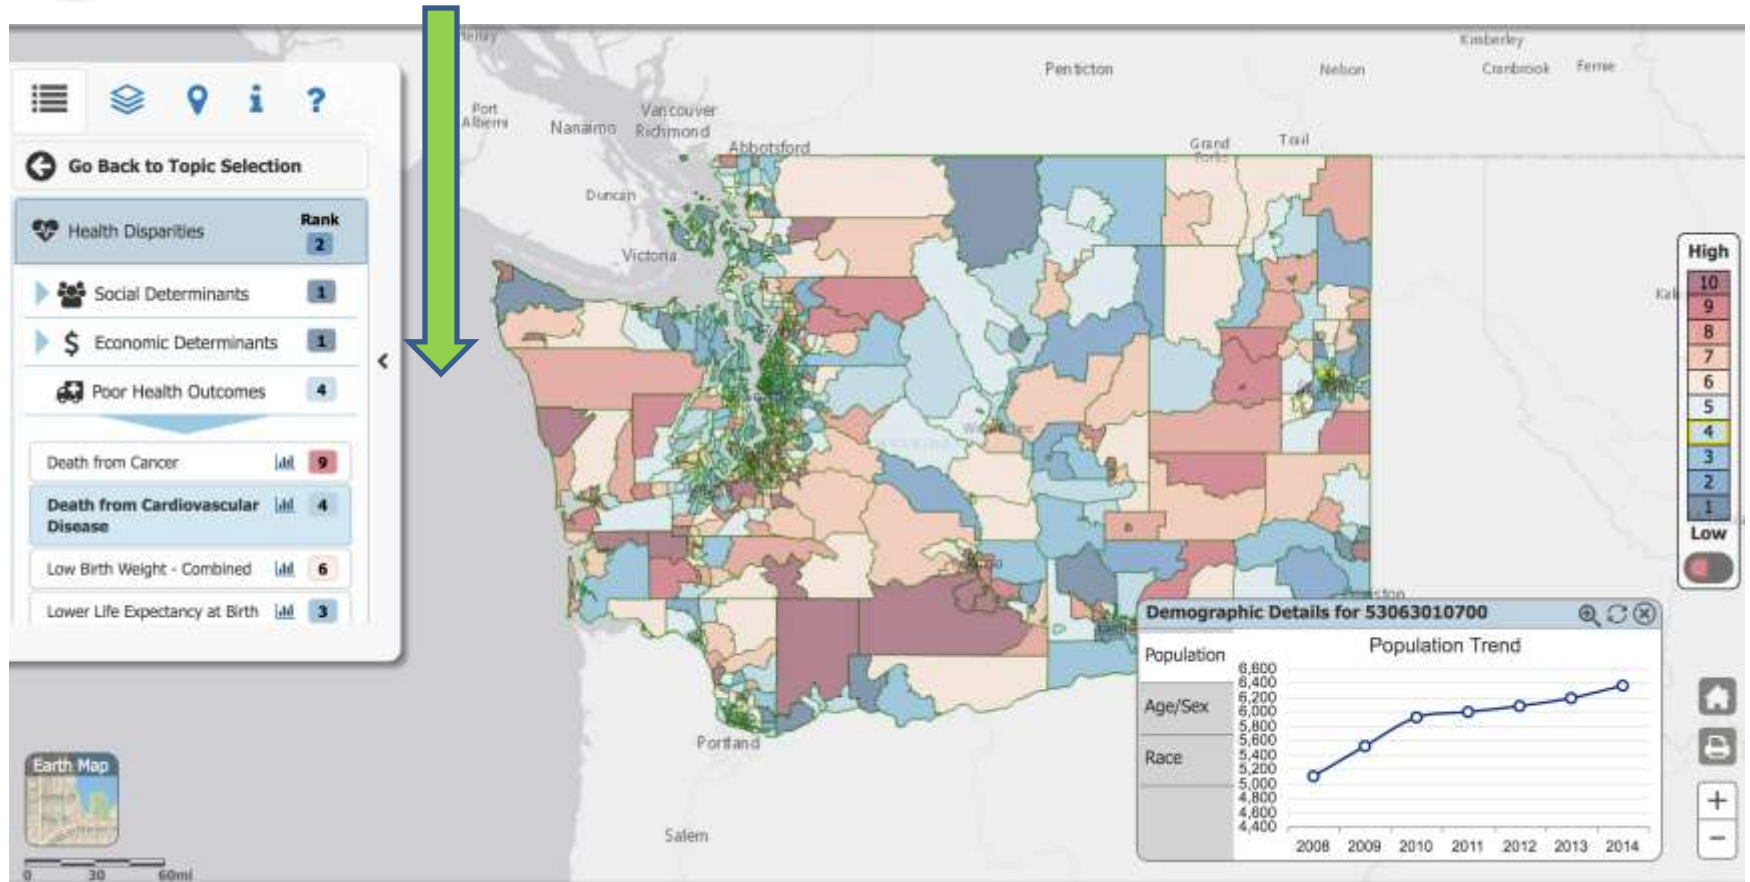 ?
Go Back to Topic Selection
Health Disparities
Rank
2
Social Determinants 1
Economic Determinants 1
Poor Health Outcomes 4
Death from Cancer 9
Death from Cardiovascular 4
Disease
Low Birth Weight - Combined 6
Lower Life Expectancy at Birth 3
Earth Map
0 30 60mi
Port
Alberni
Nanaimo
Vancouver
Richmond
Abbotsford
Duncan
Victoria
Penticton
Nelson
Kimberley
Cranbrook
Fernie
Grand
Forks
Trail
Portland
Salem
High
10
9
8
7
6
5
4
3
2
1
Low
Demographic Details for 53063010700
Population
Age/Sex
Race
Population Trend
6,600
6,400
6,200
6,000
5,800
5,600
5,400
5,200
5,000
4,800
4,600
4,400
2008 2009 2010 2011 2012 2013 2014
+
−